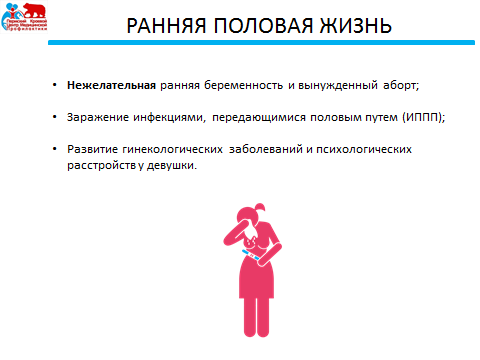 Пермский Краевой
Центр Медицинской
Профилактики
РАННЯЯ ПОЛОВАЯ ЖИЗНЬ
• Нежелательная ранняя беременность и вынужденный аборт;
• Заражение инфекциями, передающимися половым путем (ИППП);
• Развитие гинекологических заболеваний и психологических
расстройств у девушки.